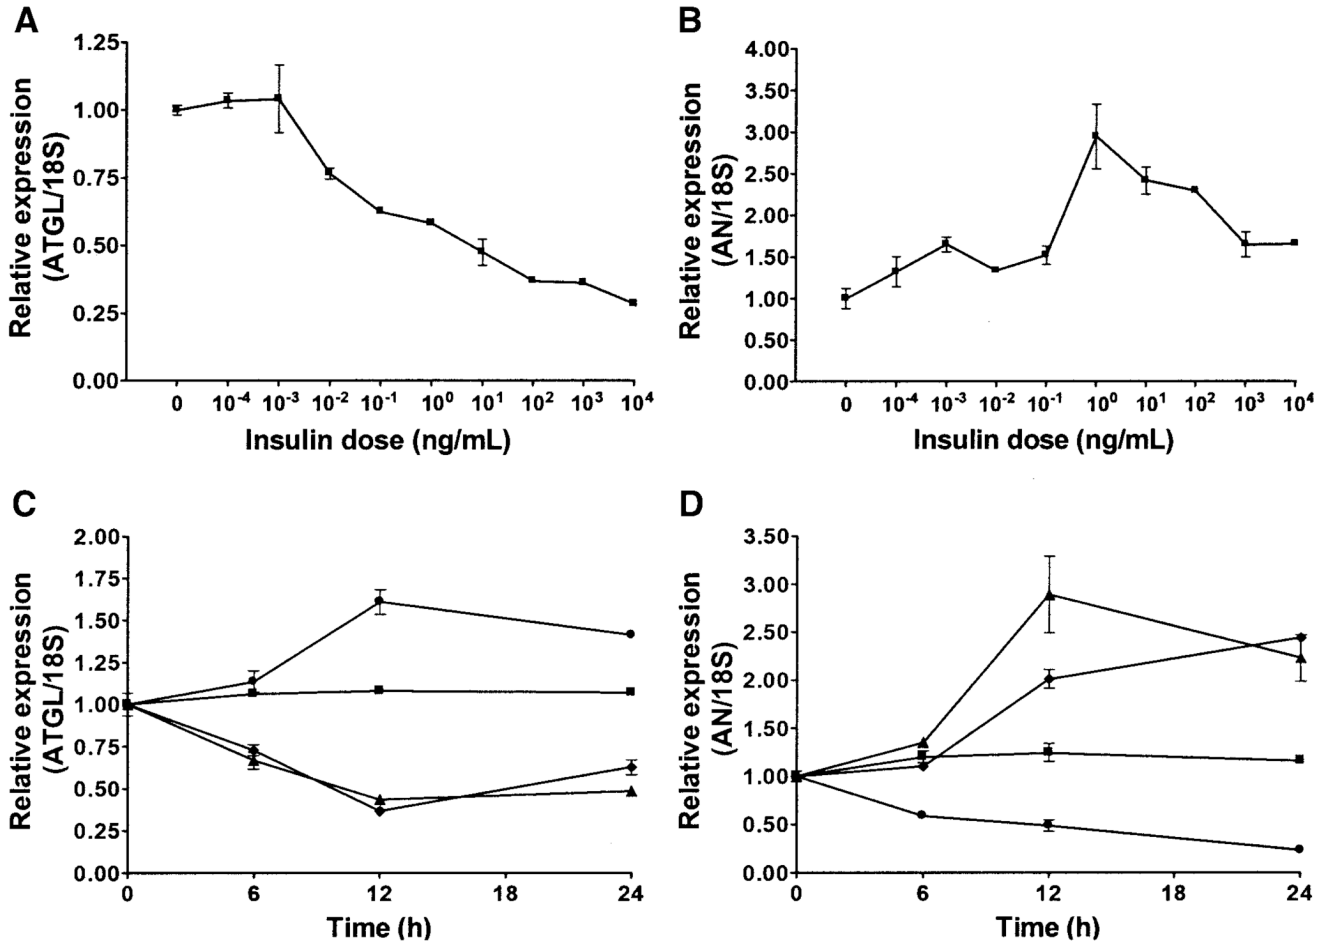 A
Relative expression
(ATGL/18S)
1.25
1.00
0.75
0.50
0.25
0.00
0 10⁻⁴ 10⁻³ 10⁻² 10⁻¹ 10⁰ 10¹ 10² 10³ 10⁴
Insulin dose (ng/mL)
B
Relative expression
(AN/18S)
4.00
3.50
3.00
2.50
2.00
1.50
1.00
0.50
0.00
0 10⁻⁴ 10⁻³ 10⁻² 10⁻¹ 10⁰ 10¹ 10² 10³ 10⁴
Insulin dose (ng/mL)
C
Relative expression
(ATGL/18S)
2.00
1.75
1.50
1.25
1.00
0.75
0.50
0.25
0.00
0 6 12 18 24
Time (h)
D
Relative expression
(AN/18S)
3.50
3.00
2.50
2.00
1.50
1.00
0.50
0.00
0 6 12 18 24
Time (h)